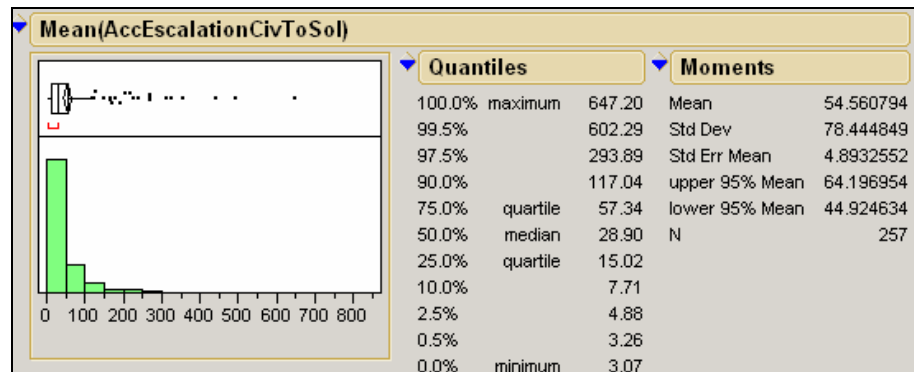 Mean(AccEscalationCivToSol)
0 100 200 300 400 500 600 700 800
Quantiles
100.0% maximum 647.20
99.5% 602.29
97.5% 293.89
90.0% 117.04
75.0% quartile 57.34
50.0% median 28.90
25.0% quartile 15.02
10.0% 7.71
2.5% 4.88
0.5% 3.26
0.0% minimum 3.07
Moments
Mean 54.560794
Std Dev 78.444849
Std Err Mean 4.8932552
upper 95% Mean 64.196954
lower 95% Mean 44.924634
N 257